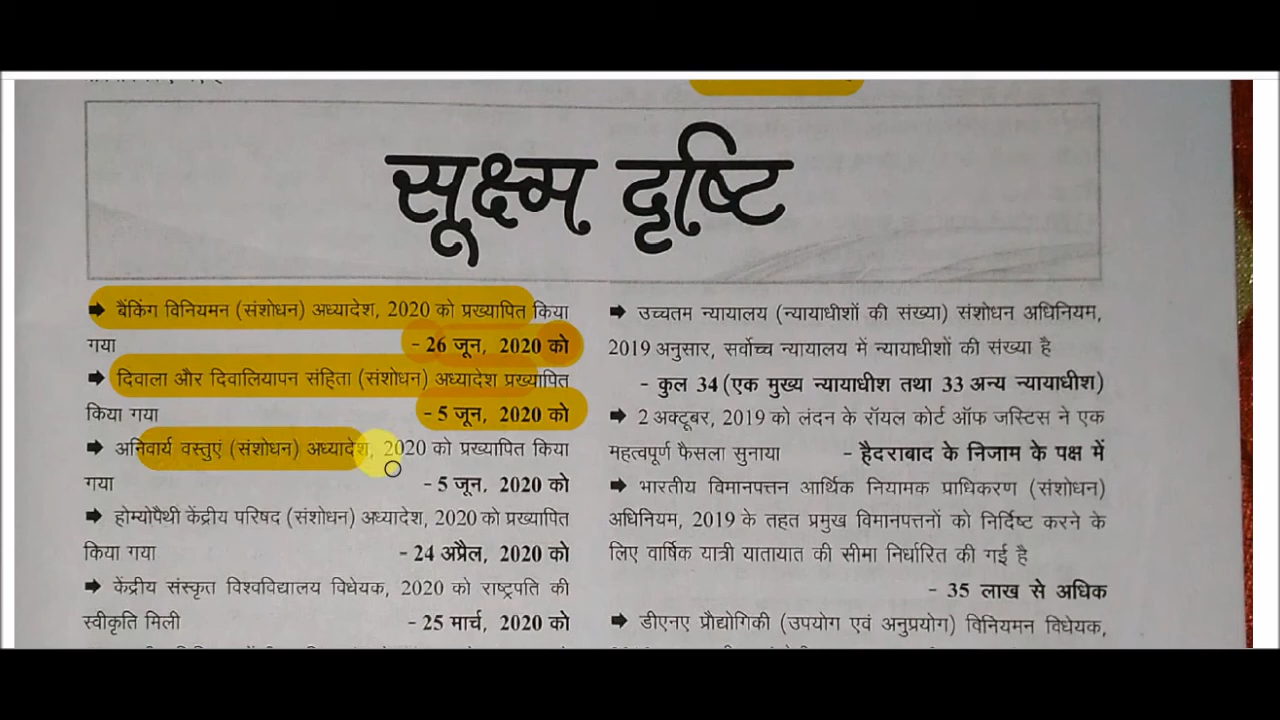 सूक्ष्म दृष्टि
➡ बैंकिंग विनियमन (संशोधन) अध्यादेश, 2020 को प्रख्यापित किया
गया - 26 जून, 2020 को
➡ दिवाला और दिवालियापन संहिता (संशोधन) अध्यादेश प्रख्यापित
किया गया - 5 जून, 2020 को
➡ अनिवार्य वस्तुएं (संशोधन) अध्यादेश, 2020 को प्रख्यापित किया
गया - 5 जून, 2020 को
➡ होम्योपैथी केंद्रीय परिषद (संशोधन) अध्यादेश, 2020 को प्रख्यापित
किया गया - 24 अप्रैल, 2020 को
➡ केंद्रीय संस्कृत विश्वविद्यालय विधेयक, 2020 को राष्ट्रपति की
स्वीकृति मिली - 25 मार्च, 2020 को
➡ उच्चतम न्यायालय (न्यायाधीशों की संख्या) संशोधन अधिनियम,
2019 अनुसार, सर्वोच्च न्यायालय में न्यायाधीशों की संख्या है
- कुल 34 (एक मुख्य न्यायाधीश तथा 33 अन्य न्यायाधीश)
➡ 2 अक्टूबर, 2019 को लंदन के रॉयल कोर्ट ऑफ जस्टिस ने एक
महत्वपूर्ण फैसला सुनाया - हैदराबाद के निजाम के पक्ष में
➡ भारतीय विमानपत्तन आर्थिक नियामक प्राधिकरण (संशोधन)
अधिनियम, 2019 के तहत प्रमुख विमानपत्तनों को निर्दिष्ट करने के
लिए वार्षिक यात्री यातायात की सीमा निर्धारित की गई है
- 35 लाख से अधिक
➡ डीएनए प्रौद्योगिकी (उपयोग एवं अनुप्रयोग) विनियमन विधेयक,